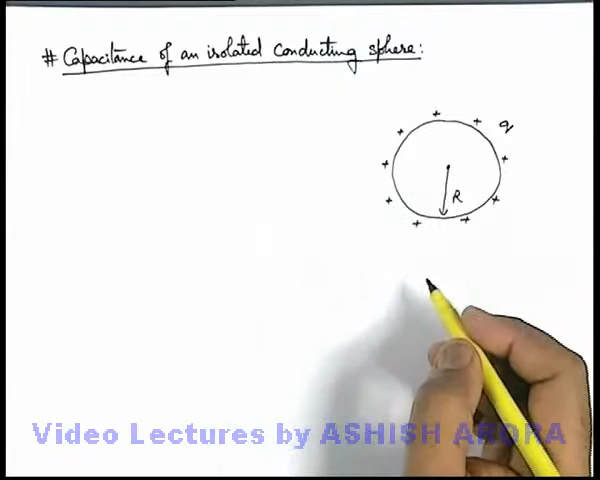 # Capacitance of an isolated conducting sphere:
q
R
Video Lectures by ASHISH ARORA